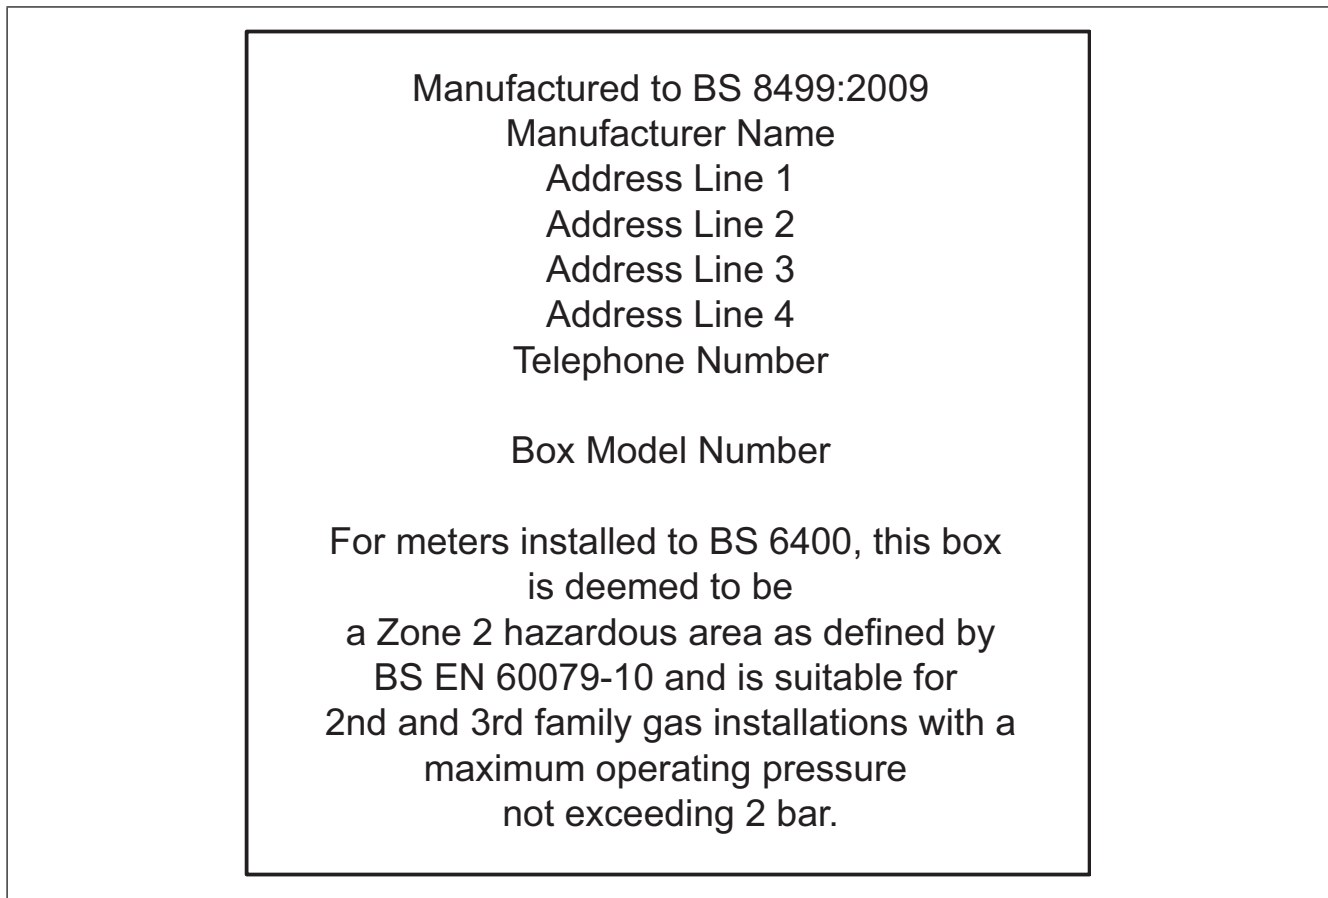 Manufactured to BS 8499:2009
Manufacturer Name
Address Line 1
Address Line 2
Address Line 3
Address Line 4
Telephone Number
Box Model Number
For meters installed to BS 6400, this box
is deemed to be
a Zone 2 hazardous area as defined by
BS EN 60079-10 and is suitable for
2nd and 3rd family gas installations with a
maximum operating pressure
not exceeding 2 bar.